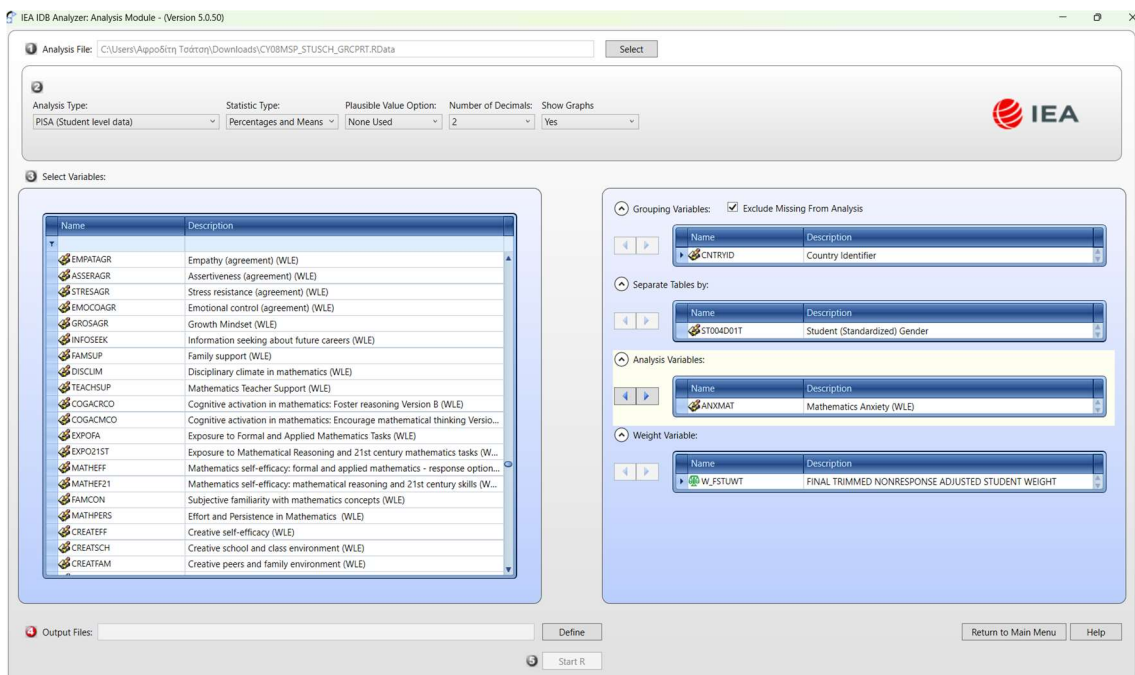 IEA IDB Analyzer: Analysis Module - (Version 5.0.50)
1 Analysis File: C:\Users\Αφροδίτη Τσάτση\Downloads\CY08MSP_STUSCH_GRCPRT.RData Select
2
Analysis Type: Statistic Type: Plausible Value Option: Number of Decimals: Show Graphs
PISA (Student level data) Percentages and Means None Used 2 Yes
IEA
3 Select Variables:
Name Description
EMPATAGR Empathy (agreement) (WLE)
ASSERAGR Assertiveness (agreement) (WLE)
STRESAGR Stress resistance (agreement) (WLE)
EMOCOAGR Emotional control (agreement) (WLE)
GROSAGR Growth Mindset (WLE)
INFOSEEK Information seeking about future careers (WLE)
FAMSUP Family support (WLE)
DISCLIM Disciplinary climate in mathematics (WLE)
TEACHSUP Mathematics Teacher Support (WLE)
COGACRCO Cognitive activation in mathematics: Foster reasoning Version B (WLE)
COGACMCO Cognitive activation in mathematics: Encourage mathematical thinking Versio...
EXPOFA Exposure to Formal and Applied Mathematics Tasks (WLE)
EXPO21ST Exposure to Mathematical Reasoning and 21st century mathematics tasks (W...
MATHEFF Mathematics self-efficacy: formal and applied mathematics - response option...
MATHEF21 Mathematics self-efficacy: mathematical reasoning and 21st century skills (W...
FAMCON Subjective familiarity with mathematics concepts (WLE)
MATHPERS Effort and Persistence in Mathematics (WLE)
CREATEFF Creative self-efficacy (WLE)
CREATSCH Creative school and class environment (WLE)
CREATFAM Creative peers and family environment (WLE)
Grouping Variables: Exclude Missing From Analysis
Name Description
CNTRYID Country Identifier
Separate Tables by:
Name Description
ST004D01T Student (Standardized) Gender
Analysis Variables:
Name Description
ANXMAT Mathematics Anxiety (WLE)
Weight Variable:
Name Description
W_FSTUWT FINAL TRIMMED NONRESPONSE ADJUSTED STUDENT WEIGHT
4 Output Files: Define Return to Main Menu Help
5 Start R